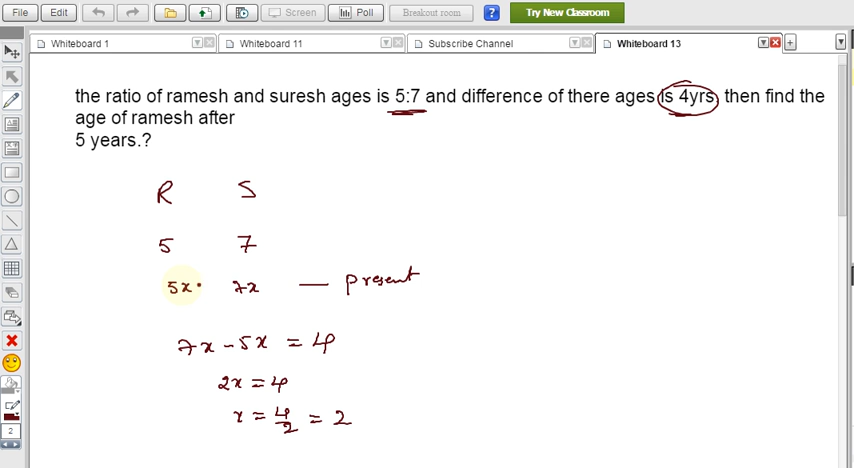 File Edit Screen Poll Breakout room ? Try New Classroom
Whiteboard 1 Whiteboard 11 Subscribe Channel Whiteboard 13
the ratio of ramesh and suresh ages is 5:7 and difference of there ages is 4yrs, then find the
age of ramesh after
5 years.?
R S
5 7
5x 7x — present
7x - 5x = 4
2x = 4
x = 4/2 = 2
2